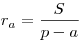 r_a = \frac{S}{p - a}